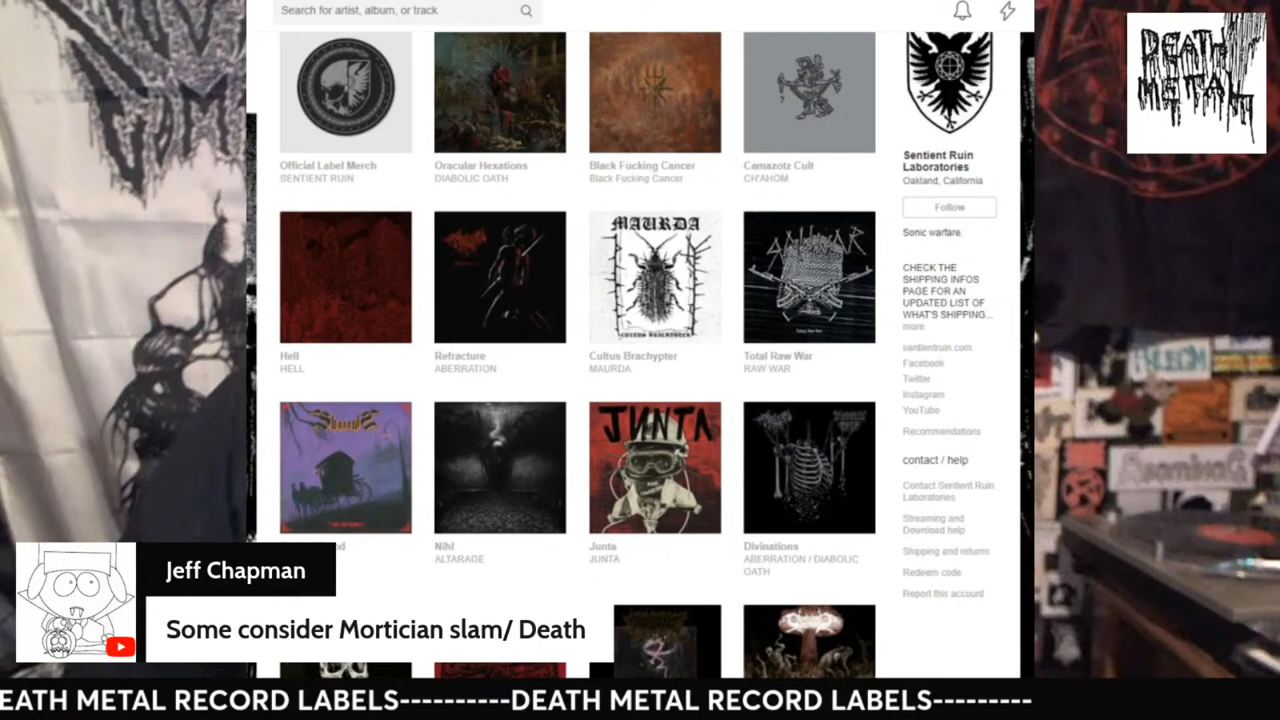 Search for artist, album, or track
DEATH
METAL
Official Label Merch
SENTIENT RUIN
Oracular Hexations
DIABOLIC OATH
Black Fucking Cancer
Black Fucking Cancer
Camazotz Cult
CH'AHOM
Sentient Ruin
Laboratories
Oakland, California
Follow
Sonic warfare.
CHECK THE
SHIPPING INFOS
PAGE FOR AN
UPDATED LIST OF
WHAT'S SHIPPING...
more
sentientruin.com
Facebook
Twitter
Instagram
YouTube
Recommendations
contact / help
Contact Sentient Ruin
Laboratories
Streaming and
Download help
Shipping and returns
Redeem code
Report this account
MAURDA
Hell
HELL
Refracture
ABERRATION
Cultus Brachypter
MAURDA
Total Raw War
RAW WAR
JUNTA
Nihl
ALTARAGE
Junta
JUNTA
Divinations
ABERRATION / DIABOLIC
OATH
Jeff Chapman
Some consider Mortician slam/ Death
EATH METAL RECORD LABELS----------DEATH METAL RECORD LABELS---------